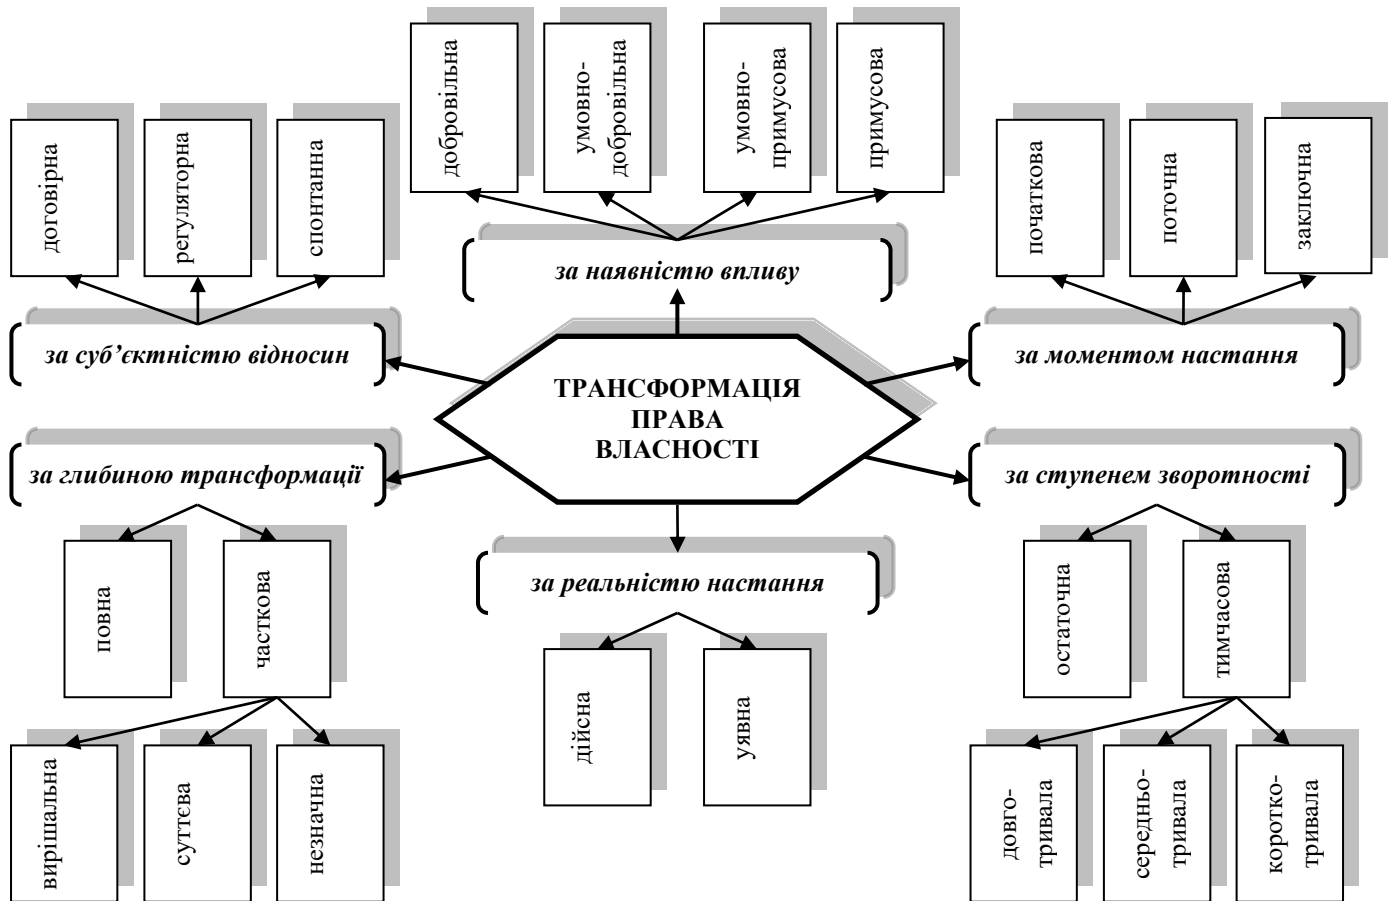 добровільна
умовно-
добровільна
умовно-
примусова
примусова
договірна
регуляторна
спонтанна
початкова
поточна
заключна
за наявністю впливу
за суб’єктністю відносин
за моментом настання
ТРАНСФОРМАЦІЯ
ПРАВА
ВЛАСНОСТІ
за глибиною трансформації
за ступенем зворотності
за реальністю настання
повна
часткова
остаточна
тимчасова
дійсна
уявна
вирішальна
суттєва
незначна
довго-
тривала
середньо-
тривала
коротко-
тривала